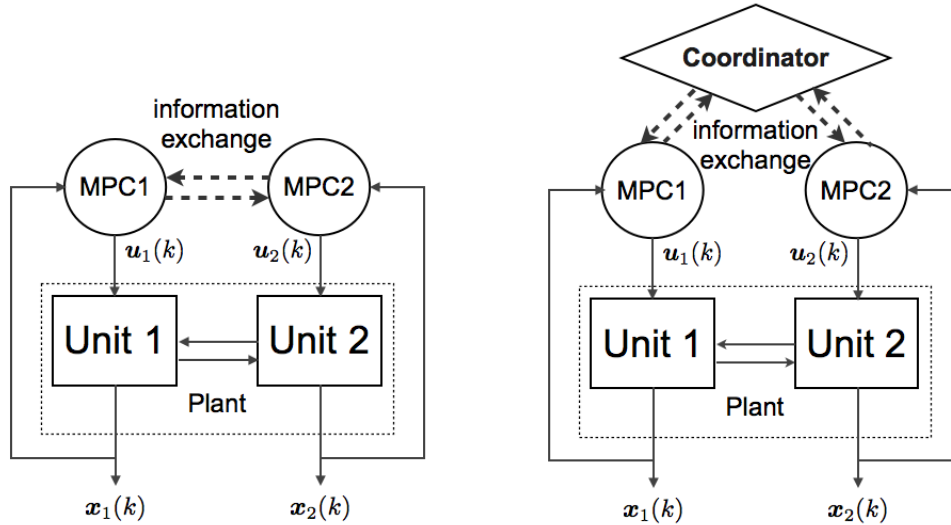 information
exchange
MPC1
MPC2
𝒖₁(k)
𝒖₂(k)
Unit 1
Unit 2
Plant
𝒙₁(k)
𝒙₂(k)
Coordinator
information
exchange
MPC1
MPC2
𝒖₁(k)
𝒖₂(k)
Unit 1
Unit 2
Plant
𝒙₁(k)
𝒙₂(k)